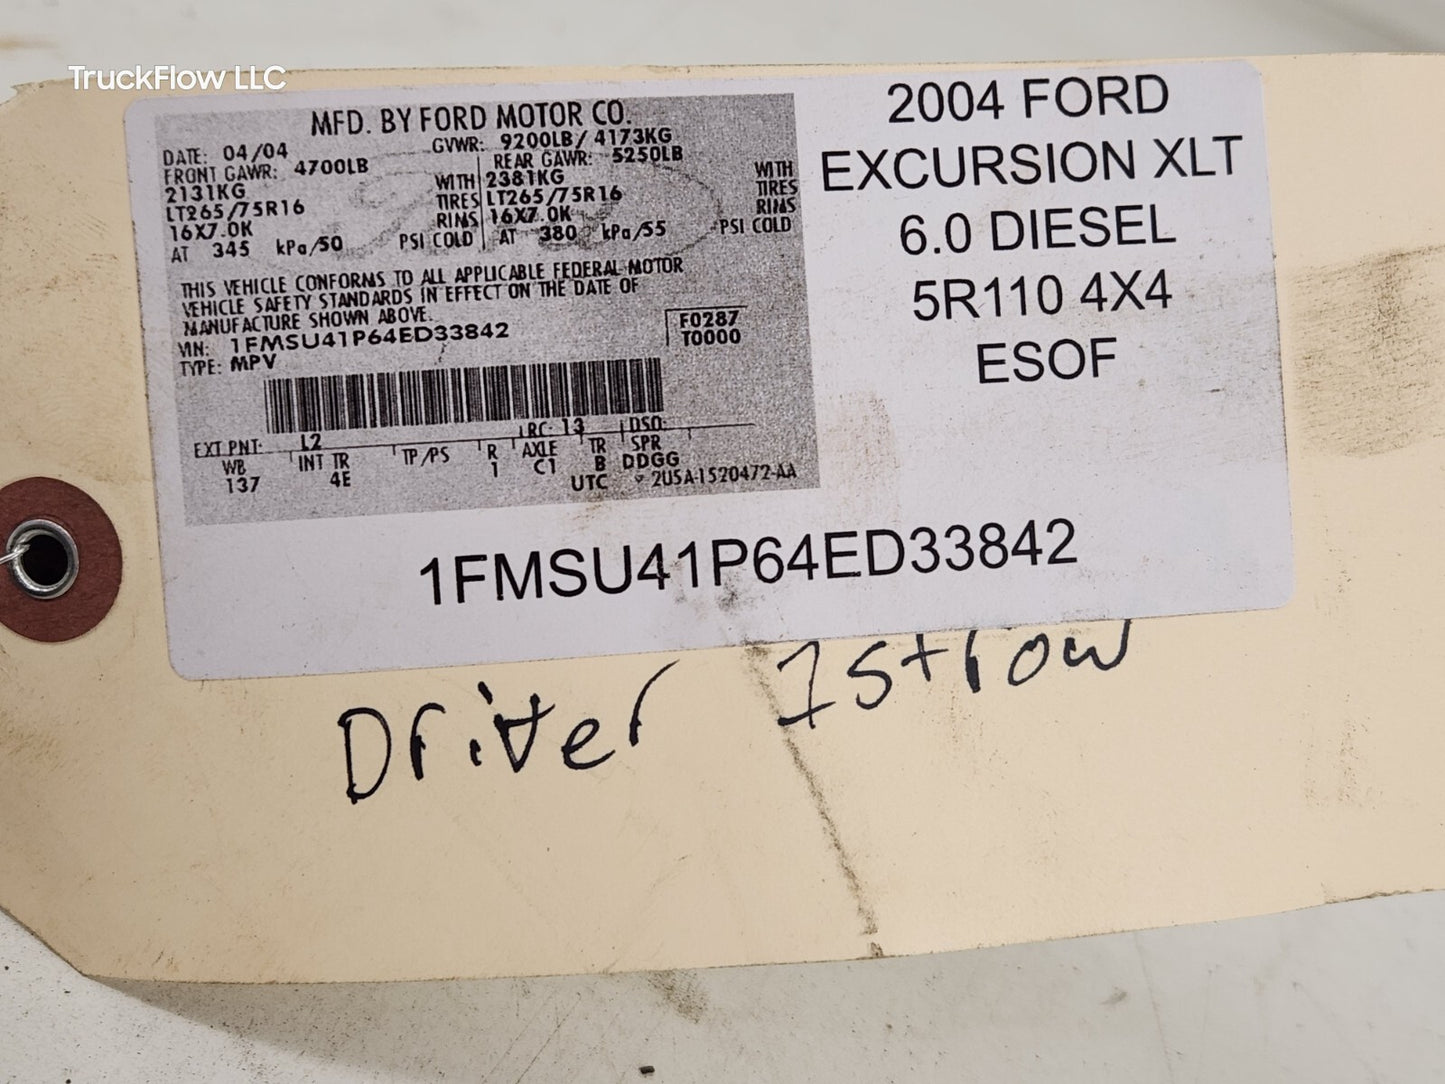 TruckFlow LLC
MFD. BY FORD MOTOR CO.
DATE: 04/04 GVWR: 9200LB/ 4173KG
FRONT GAWR: 4700LB REAR GAWR: 5250LB
2131KG WITH 2381KG WITH
LT265/75R16 TIRES LT265/75R16 TIRES
16X7.0K RIMS 16X7.0K RIMS
AT 345 kPa/50 PSI COLD AT 380 kPa/55 PSI COLD
THIS VEHICLE CONFORMS TO ALL APPLICABLE FEDERAL MOTOR
VEHICLE SAFETY STANDARDS IN EFFECT ON THE DATE OF
MANUFACTURE SHOWN ABOVE.
VIN: 1FMSU41P64ED33842 F0287
TYPE: MPV T0000
EXT PNT: L2 RC: 13 DSO:
WB INT TR TP/PS R AXLE TR SPR
137 4E 1 C1 B DDGG
UTC 2U5A-1520472-AA
2004 FORD
EXCURSION XLT
6.0 DIESEL
5R110 4X4
ESOF
1FMSU41P64ED33842
Driver 1st row